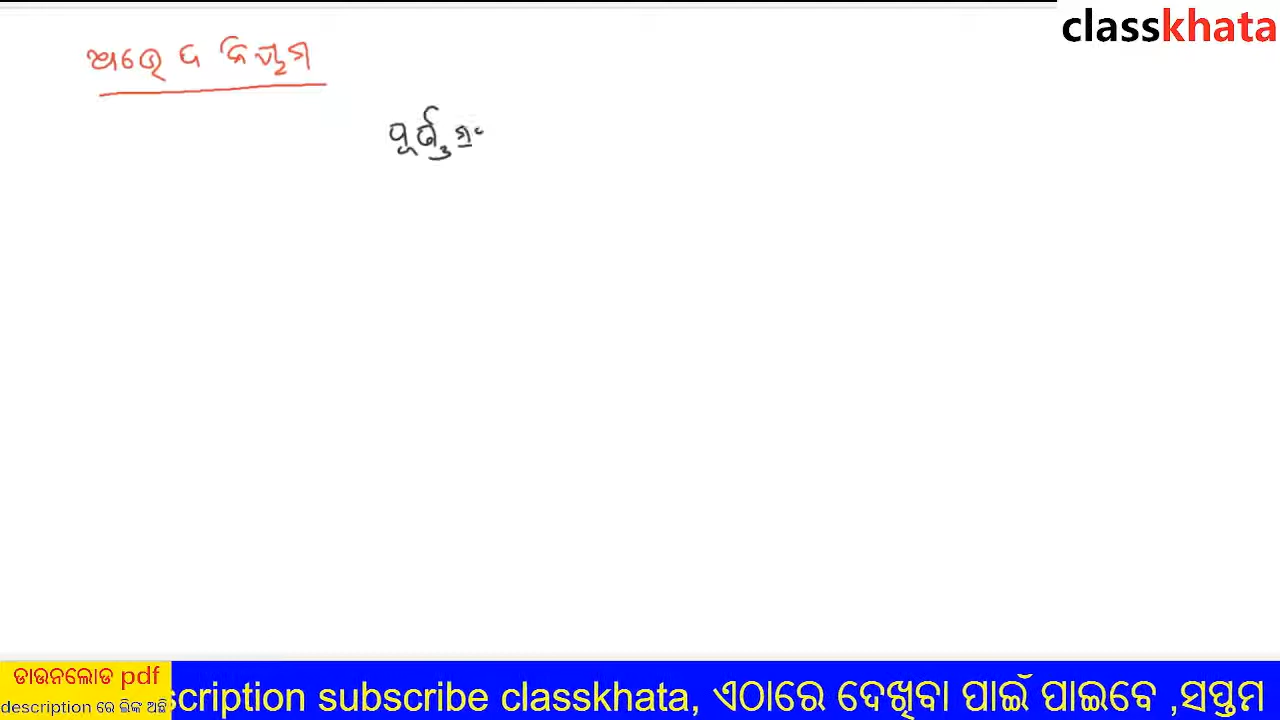 classkhata
ଅଭେଦ ନିୟମ
ଡାଉନଲୋଡ pdf
description ରେ ଲିଙ୍କ ଅଛି
scription subscribe classkhata, ଏଠାରେ ଦେଖିବା ପାଇଁ ପାଇବେ ,ସପ୍ତମ